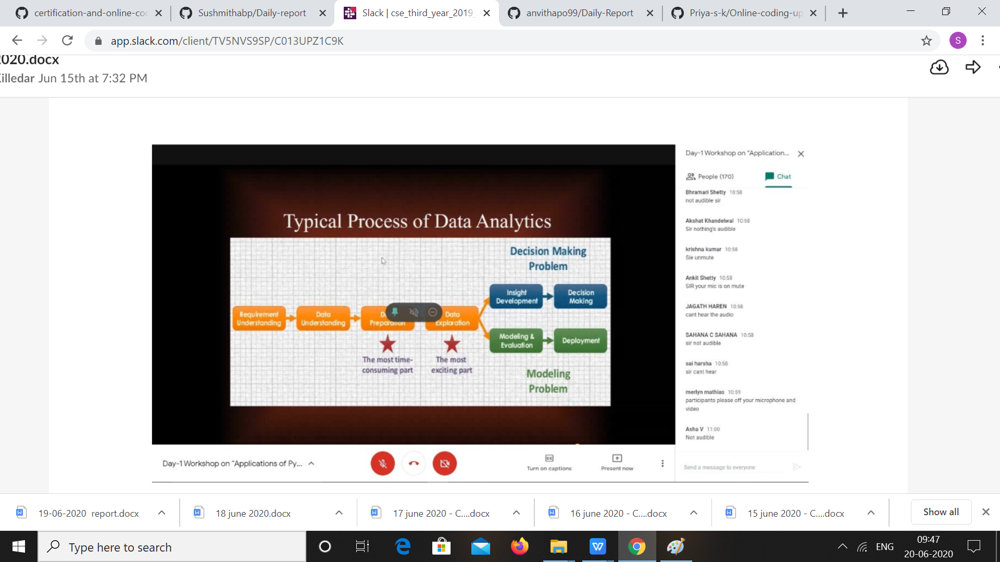 certification-and-online-coc
Sushmithabp/Daily-report
Slack | cse_third_year_2019_
anvithapo99/Daily-Report
Priya-s-k/Online-coding-up
app.slack.com/client/TV5NVS9SP/C013UPZ1C9K
S
2020.docx
Killedar Jun 15th at 7:32 PM
Typical Process of Data Analytics
Decision Making
Problem
Insight
Development
Decision
Making
Requirement
Understanding
Data
Understanding
D
Preparation
Data
Exploration
Modeling &
Evaluation
Deployment
The most time-
consuming part
The most
exciting part
Modeling
Problem
Day-1 Workshop on "Application...
People (170)
Chat
Bhramari Shetty 10:58
not audible sir
Akshat Khandelwal 10:58
Sir nothing's audible
krishna kumar 10:58
Sie unmute
Ankit Shetty 10:58
SIR your mic is on mute
JAGATH HAREN 10:58
cant hear the audio
SAHANA C SAHANA 10:58
sir not audible
sai harsha 10:58
sir cant hear
merlyn mathias 10:59
participants please off your microphone and
video
Asha V 11:00
Not audible
Send a message to everyone
Day-1 Workshop on "Applications of Py...
Turn on captions
Present now
19-06-2020 report.docx
18 june 2020.docx
17 june 2020 - C....docx
16 june 2020 - C....docx
15 june 2020 - C....docx
Show all
Type here to search
ENG
09:47
20-06-2020